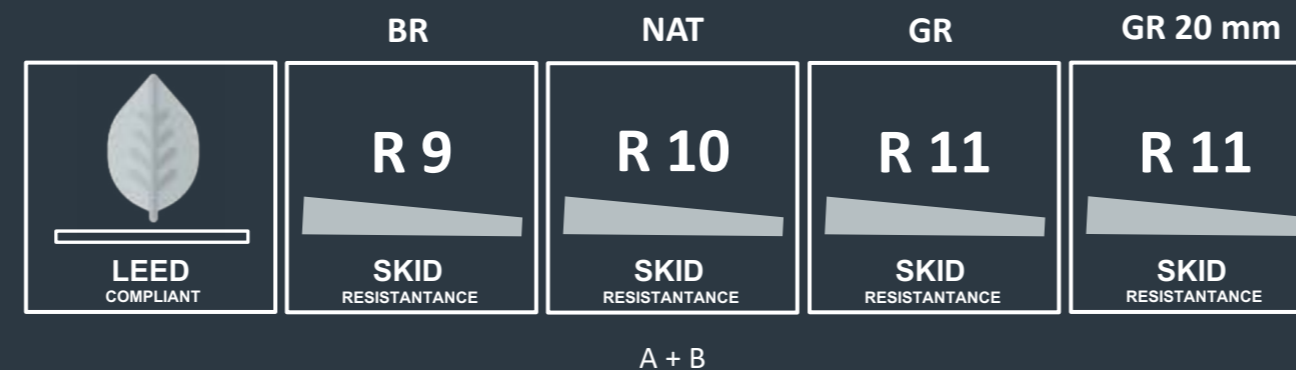 BR NAT GR GR 20 mm
R 9 R 10 R 11 R 11
LEED SKID SKID SKID SKID
COMPLIANT RESISTANTANCE RESISTANTANCE RESISTANTANCE RESISTANTANCE
A + B